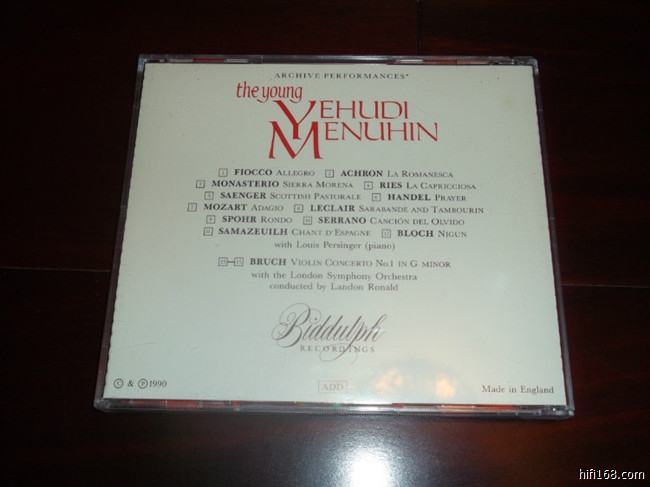 ARCHIVE PERFORMANCES*
the young
YEHUDI
MENUHIN
1 FIOCCO ALLEGRO 2 ACHRON LA ROMANESCA
3 MONASTERIO SIERRA MORENA 4 RIES LA CAPRICCIOSA
5 SAENGER SCOTTISH PASTORALE 6 HANDEL PRAYER
7 MOZART ADAGIO 8 LECLAIR SARABANDE AND TAMBOURIN
9 SPOHR RONDO 10 SERRANO CANCIÓN DEL OLVIDO
11 SAMAZEUILH CHANT D'ESPAGNE 12 BLOCH NIGUN
with Louis Persinger (piano)
13–15 BRUCH VIOLIN CONCERTO NO.1 IN G MINOR
with the London Symphony Orchestra
conducted by Landon Ronald
Biddulph
RECORDINGS
© & ℗ 1990
ADD
Made in England
hifi168.com